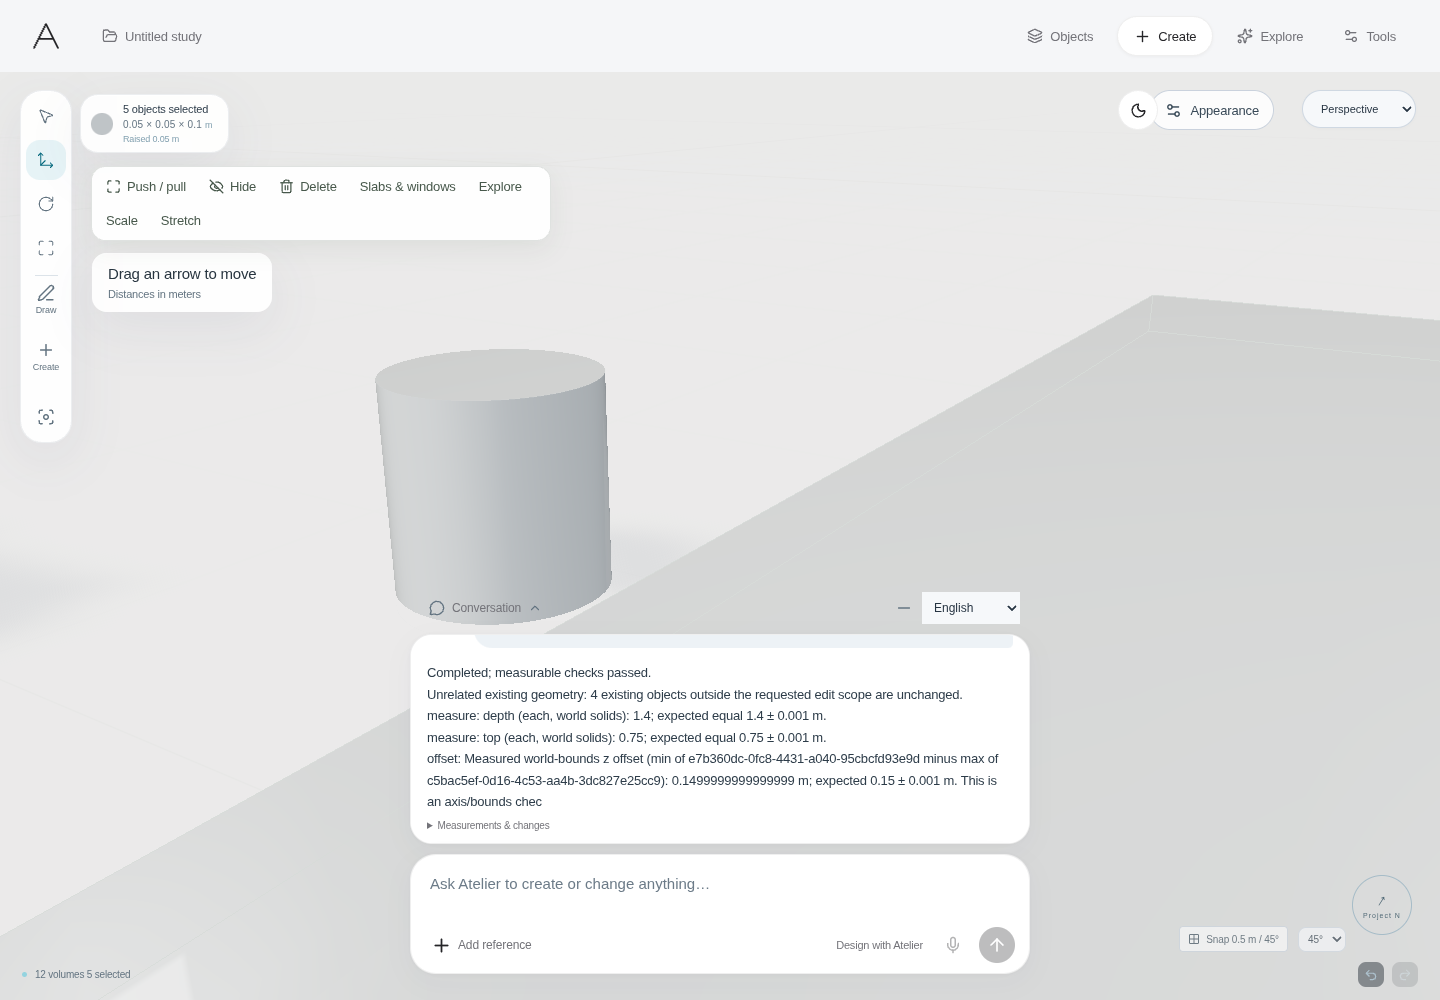 Untitled study
Objects
Create
Explore
Tools
5 objects selected
0.05 × 0.05 × 0.1 m
Raised 0.05 m
Appearance
Perspective
Push / pull
Hide
Delete
Slabs & windows
Explore
Scale
Stretch
Drag an arrow to move
Distances in meters
Draw
Create
Conversation
English
Completed; measurable checks passed.
Unrelated existing geometry: 4 existing objects outside the requested edit scope are unchanged.
measure: depth (each, world solids): 1.4; expected equal 1.4 ± 0.001 m.
measure: top (each, world solids): 0.75; expected equal 0.75 ± 0.001 m.
offset: Measured world-bounds z offset (min of e7b360dc-0fc8-4431-a040-95cbcfd93e9d minus max of
c5bac5ef-0d16-4c53-aa4b-3dc827e25cc9): 0.1499999999999999 m; expected 0.15 ± 0.001 m. This is
an axis/bounds chec
Measurements & changes
Ask Atelier to create or change anything…
Add reference
Design with Atelier
Project N
Snap 0.5 m / 45°
45°
12 volumes 5 selected